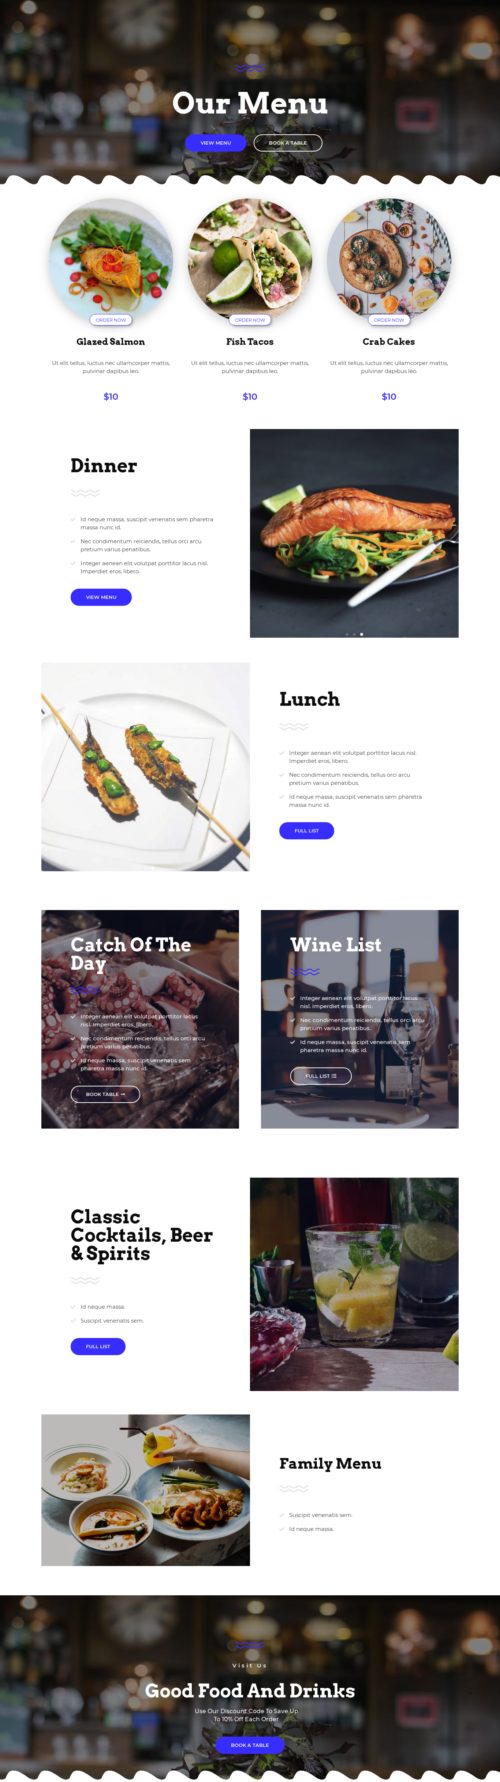 Our Menu
VIEW MENU
BOOK A TABLE
ORDER NOW
ORDER NOW
ORDER NOW
Glazed Salmon
Fish Tacos
Crab Cakes
Ut elit tellus, luctus nec ullamcorper mattis,
pulvinar dapibus leo.
Ut elit tellus, luctus nec ullamcorper mattis,
pulvinar dapibus leo.
Ut elit tellus, luctus nec ullamcorper mattis,
pulvinar dapibus leo.
$10
$10
$10
Dinner
Id neque massa, suscipit venenatis sem pharetra
massa nunc id.
Nec condimentum reiciendis, tellus orci arcu
pretium varius penatibus.
Integer aenean elit volutpat porttitor lacus nisl.
Imperdiet eros, libero.
VIEW MENU
Lunch
Integer aenean elit volutpat porttitor lacus nisl.
Imperdiet eros, libero.
Nec condimentum reiciendis, tellus orci arcu
pretium varius penatibus.
Id neque massa, suscipit venenatis sem pharetra
massa nunc id.
FULL LIST
Catch Of The
Day
Integer aenean elit volutpat porttitor lacus
nisl. Imperdiet eros, libero.
Nec condimentum reiciendis, tellus orci arcu
pretium varius penatibus.
Id neque massa, suscipit venenatis sem
pharetra massa nunc id.
BOOK TABLE
Wine List
Integer aenean elit volutpat porttitor lacus
nisl. Imperdiet eros, libero.
Nec condimentum reiciendis, tellus orci arcu
pretium varius penatibus.
Id neque massa, suscipit venenatis sem
pharetra massa nunc id.
FULL LIST
Classic
Cocktails, Beer
& Spirits
Id neque massa.
Suscipit venenatis sem.
FULL LIST
Family Menu
Suscipit venenatis sem.
Id neque massa.
Visit Us
Good Food And Drinks
Use Our Discount Code To Save Up
To 10% Off Each Order
BOOK A TABLE